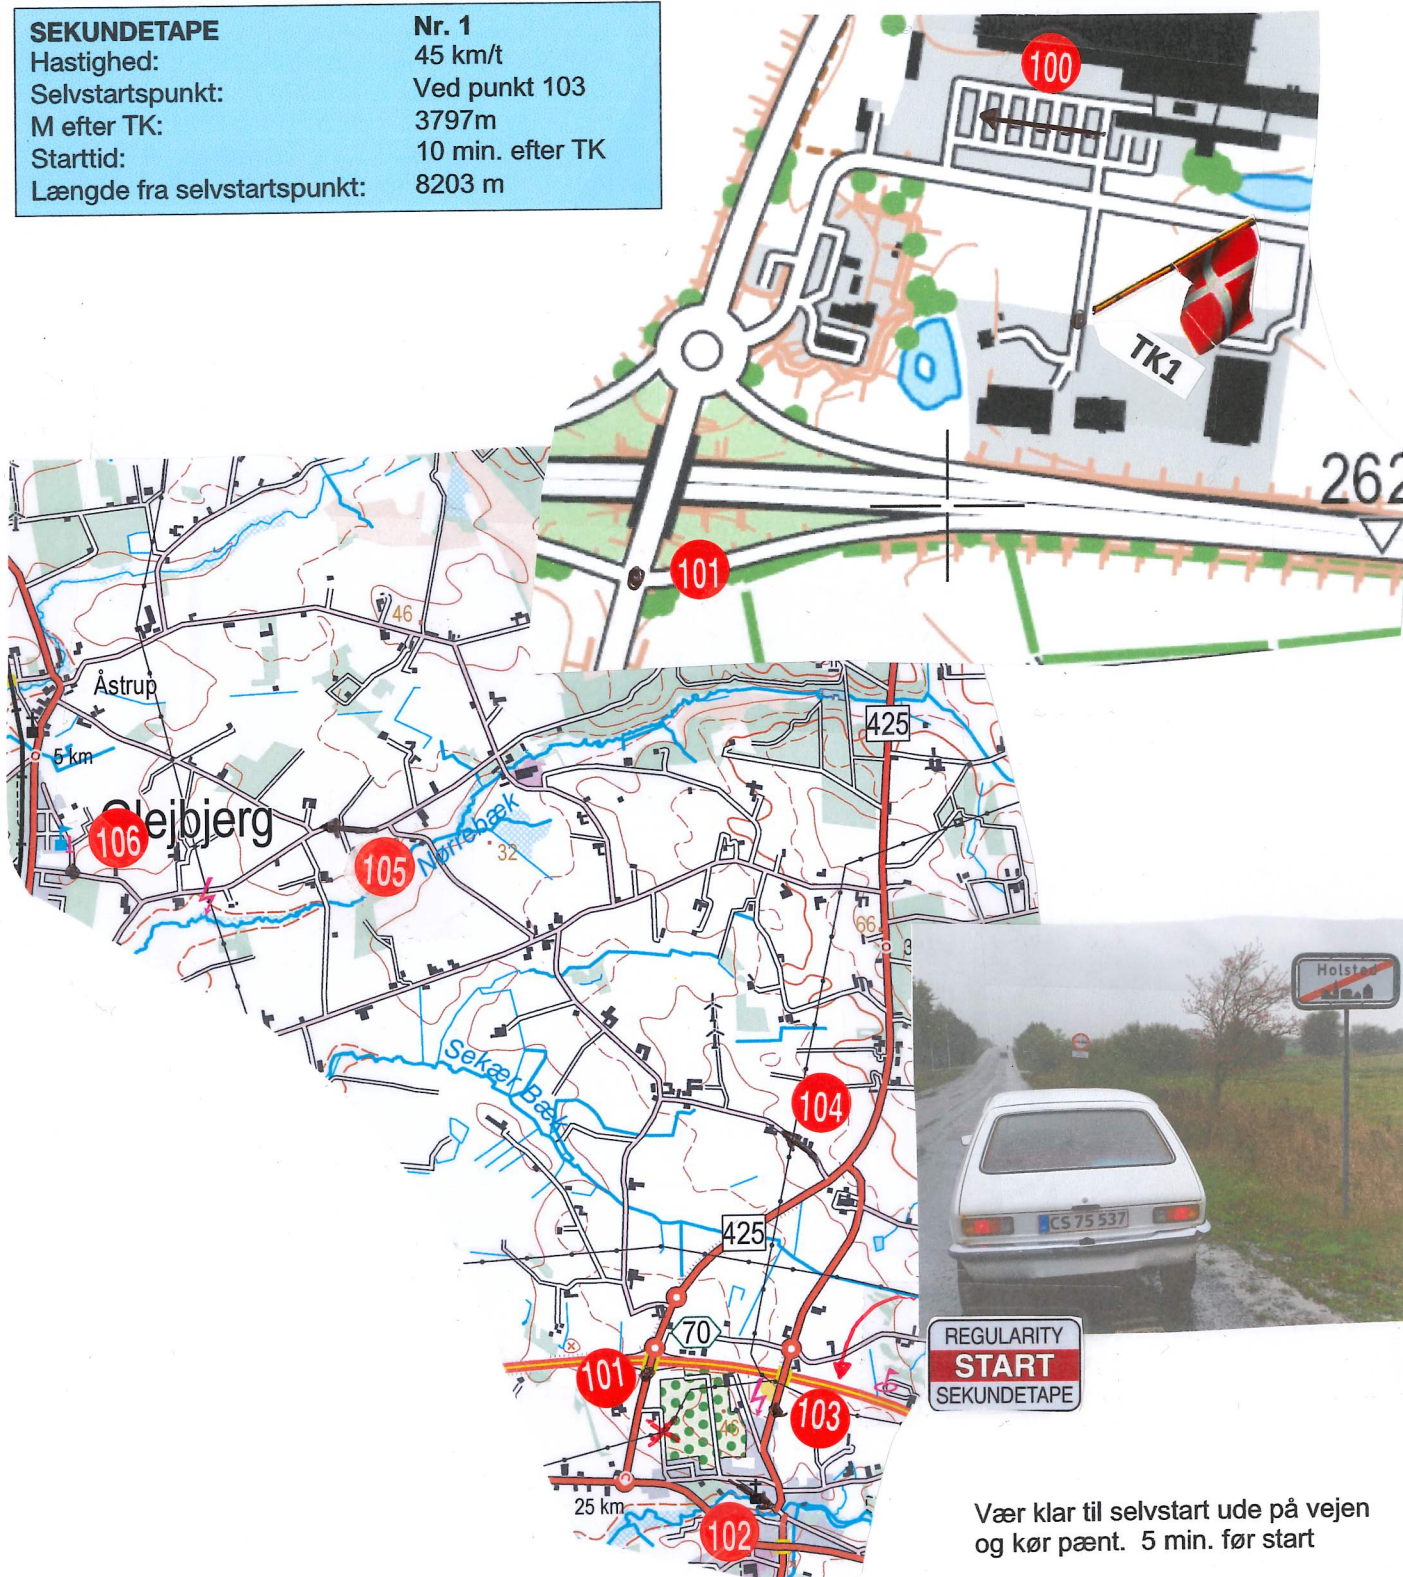 SEKUNDETAPE Nr. 1
Hastighed: 45 km/t
Selvstartspunkt: Ved punkt 103
M efter TK: 3797m
Starttid: 10 min. efter TK
Længde fra selvstartspunkt: 8203 m
100
TK1
262
101
46
Åstrup
425
5 km
106
ejbjerg
105
Nørrebæk
32
66
3
Holsted
Sekær Bæk
104
CS 75 537
425
70
REGULARITY
START
SEKUNDETAPE
101
103
46
25 km
102
Vær klar til selvstart ude på vejen
og kør pænt. 5 min. før start